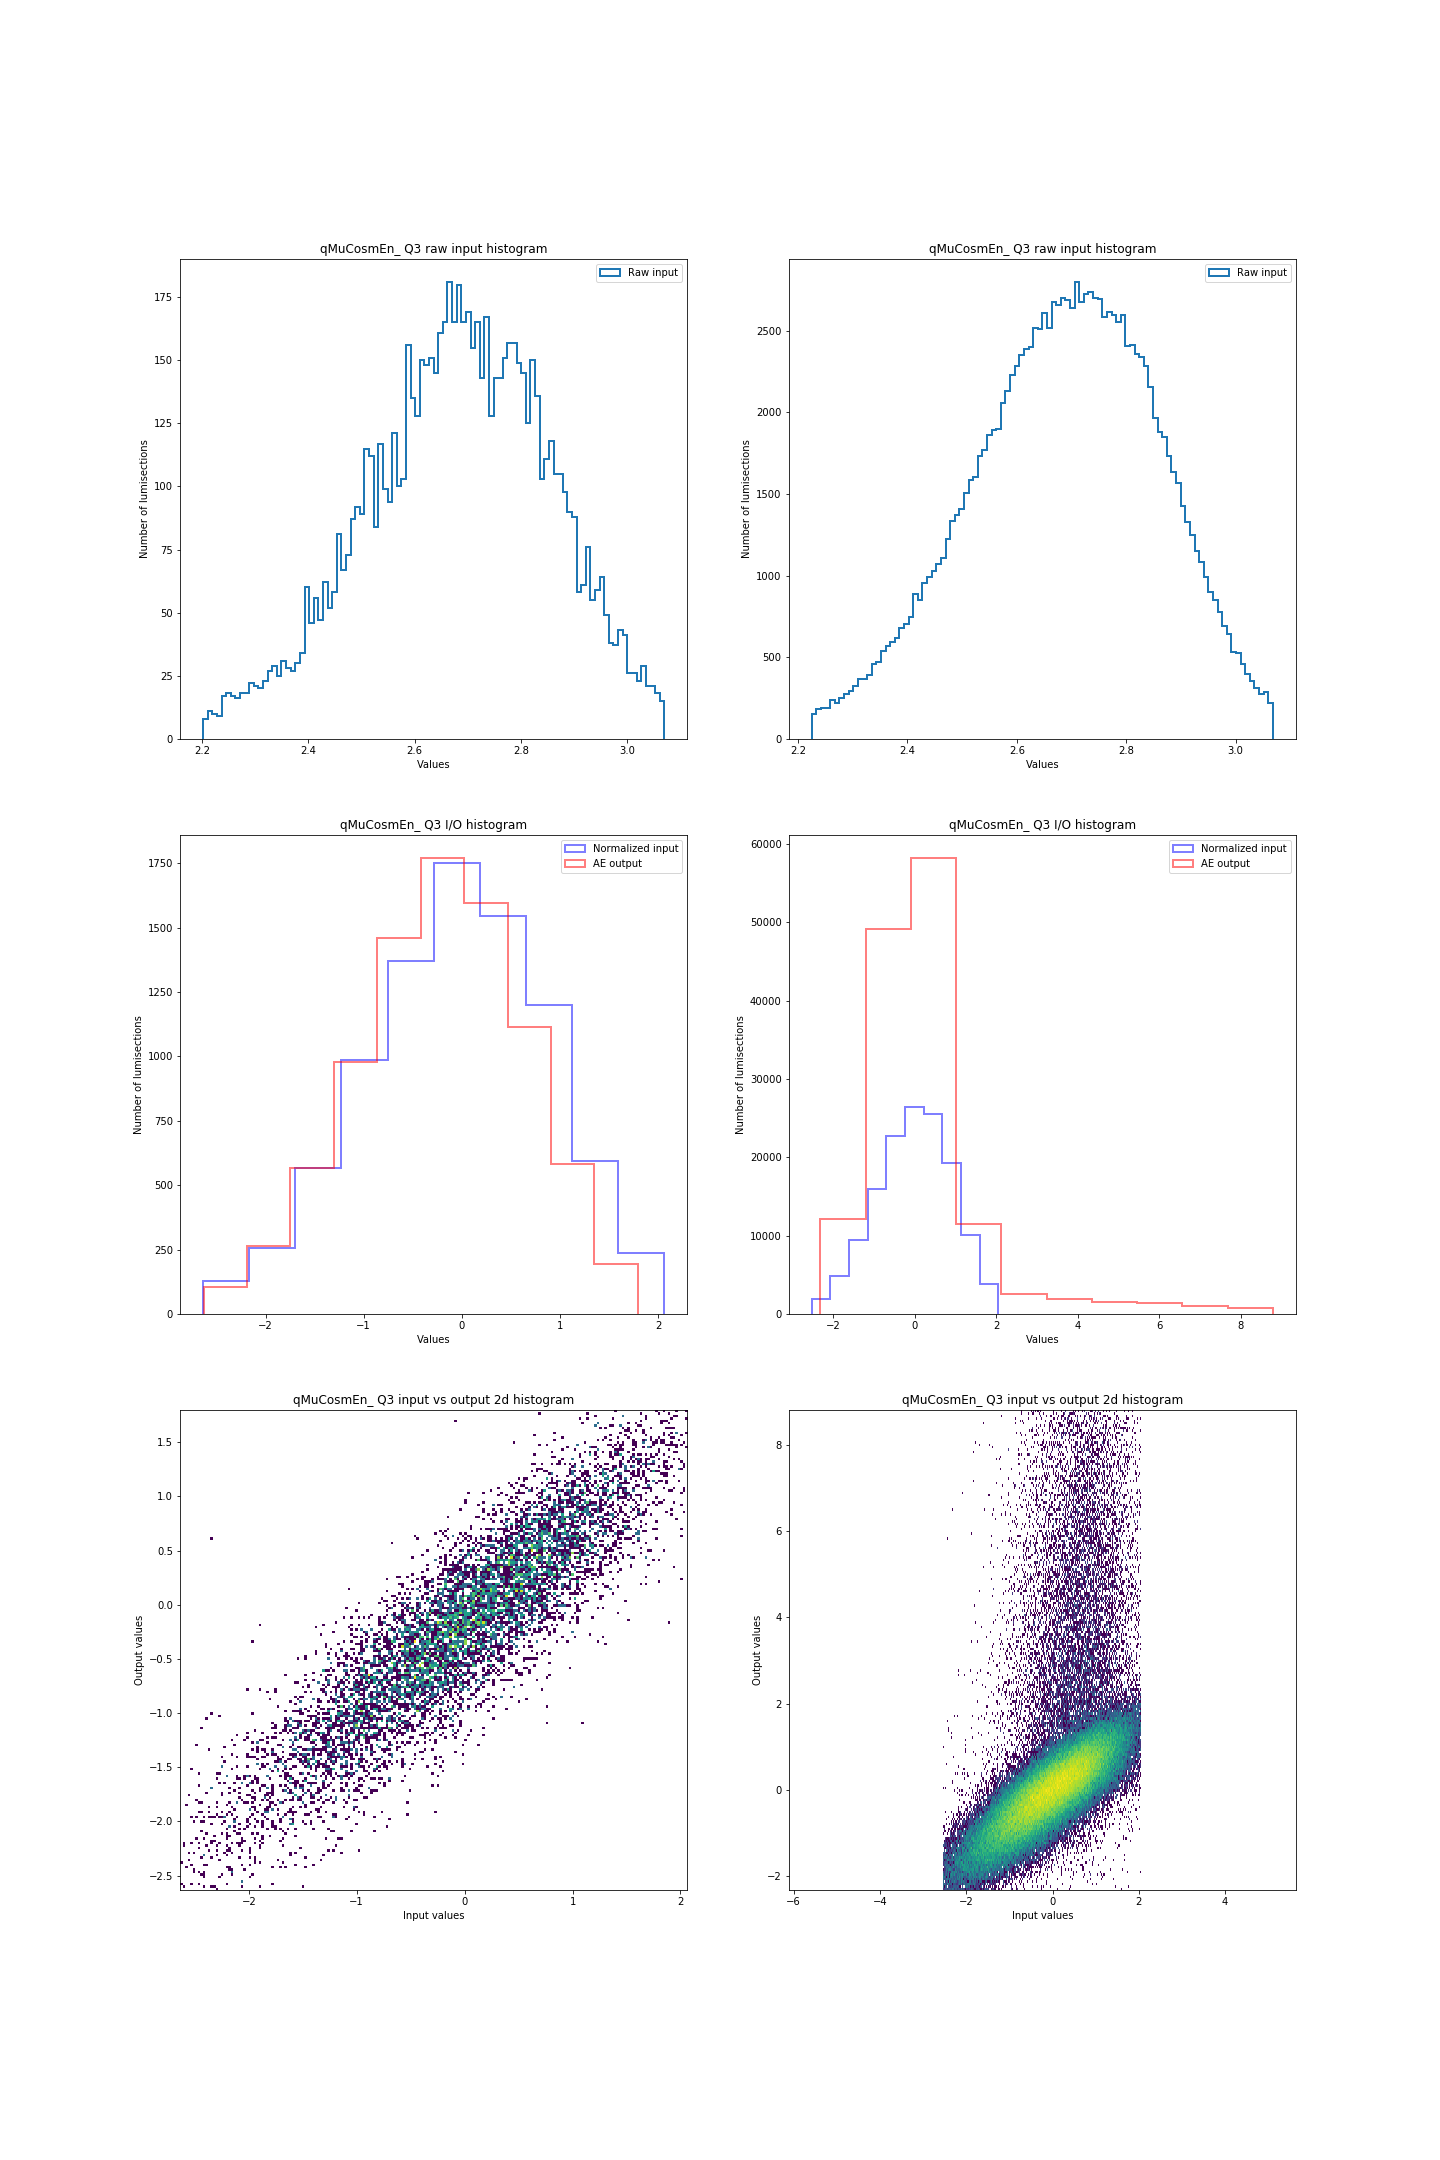 qMuCosmEn_ Q3 raw input histogram
Raw input
Number of lumisections
175
150
125
100
75
50
25
0
2.2 2.4 2.6 2.8 3.0
Values
qMuCosmEn_ Q3 raw input histogram
Raw input
Number of lumisections
2500
2000
1500
1000
500
0
2.2 2.4 2.6 2.8 3.0
Values
qMuCosmEn_ Q3 I/O histogram
Normalized input
AE output
Number of lumisections
1750
1500
1250
1000
750
500
250
0
−2 −1 0 1 2
Values
qMuCosmEn_ Q3 I/O histogram
Normalized input
AE output
Number of lumisections
60000
50000
40000
30000
20000
10000
0
−2 0 2 4 6 8
Values
qMuCosmEn_ Q3 input vs output 2d histogram
Output values
1.5
1.0
0.5
0.0
−0.5
−1.0
−1.5
−2.0
−2.5
−2 −1 0 1 2
Input values
qMuCosmEn_ Q3 input vs output 2d histogram
Output values
8
6
4
2
0
−2
−6 −4 −2 0 2 4
Input values